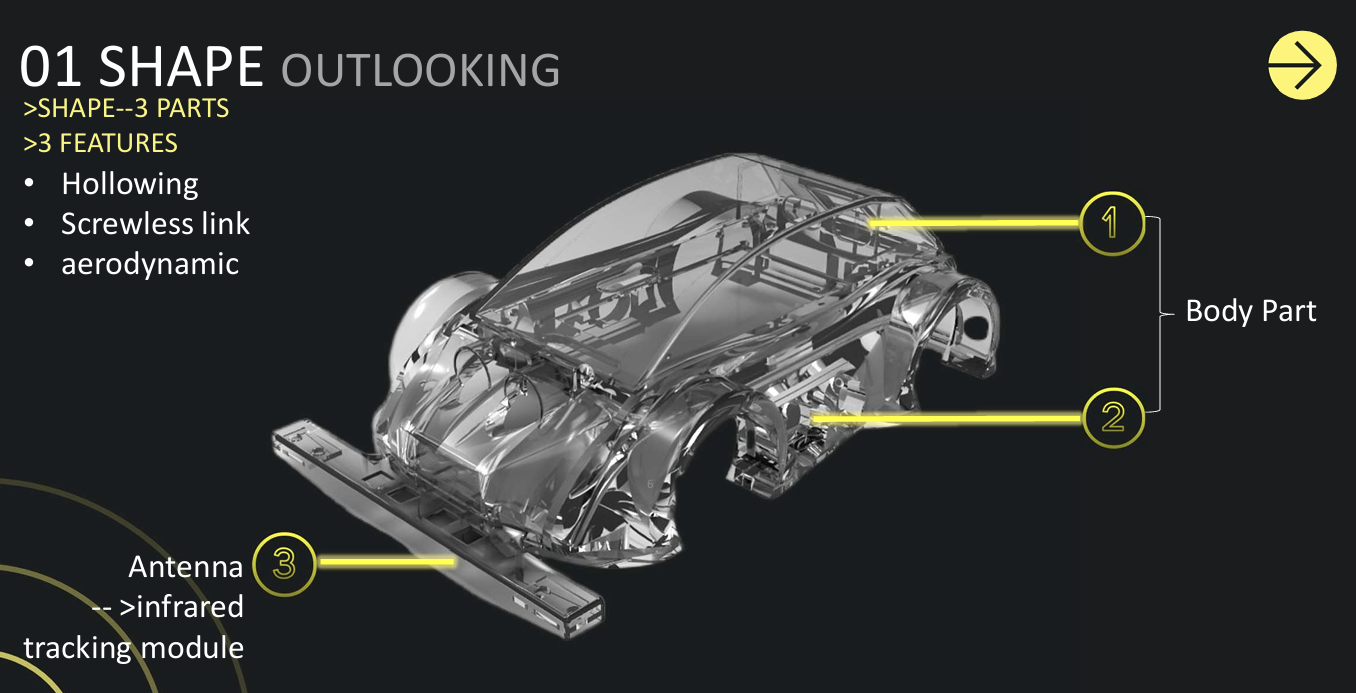 01 SHAPE OUTLOOKING
>SHAPE--3 PARTS
>3 FEATURES
• Hollowing
• Screwless link
• aerodynamic
1
Body Part
2
6
3
Antenna
-- >infrared
tracking module